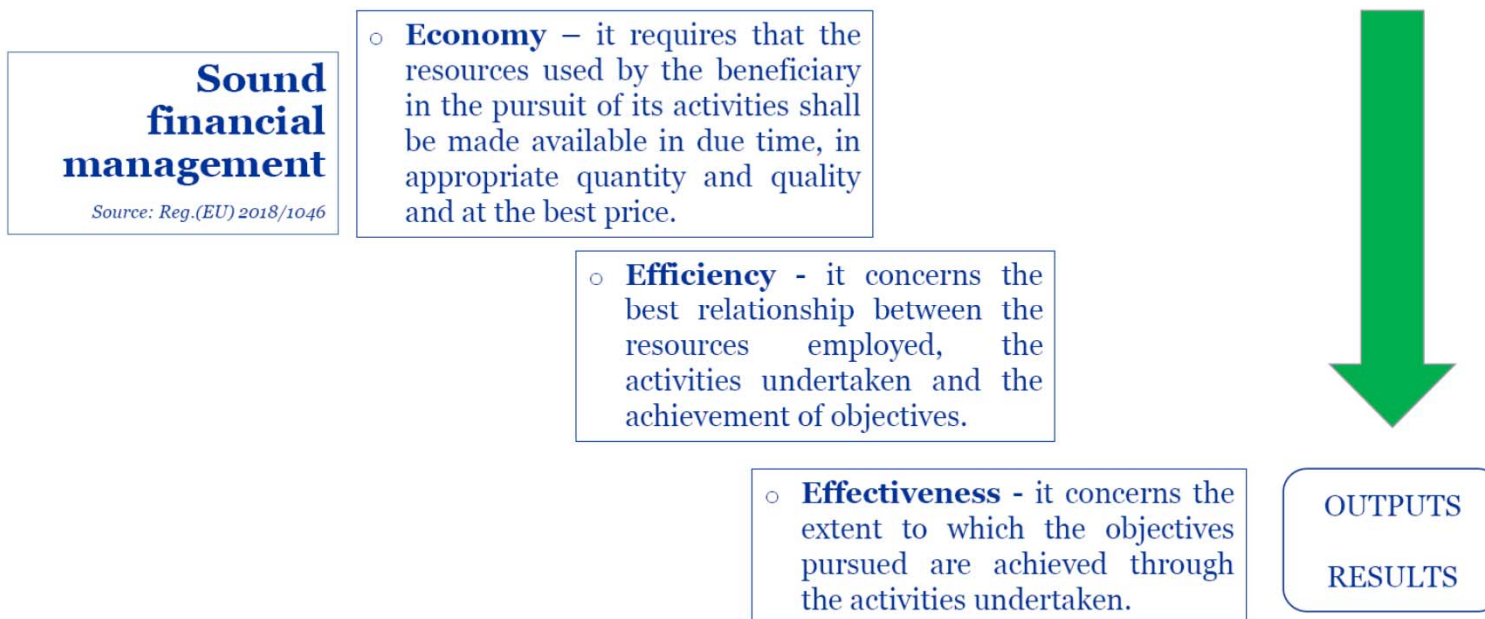 Sound
financial
management
Source: Reg.(EU) 2018/1046
○ Economy – it requires that the
resources used by the beneficiary
in the pursuit of its activities shall
be made available in due time, in
appropriate quantity and quality
and at the best price.
○ Efficiency - it concerns the
best relationship between the
resources employed, the
activities undertaken and the
achievement of objectives.
○ Effectiveness - it concerns the
extent to which the objectives
pursued are achieved through
the activities undertaken.
OUTPUTS
RESULTS